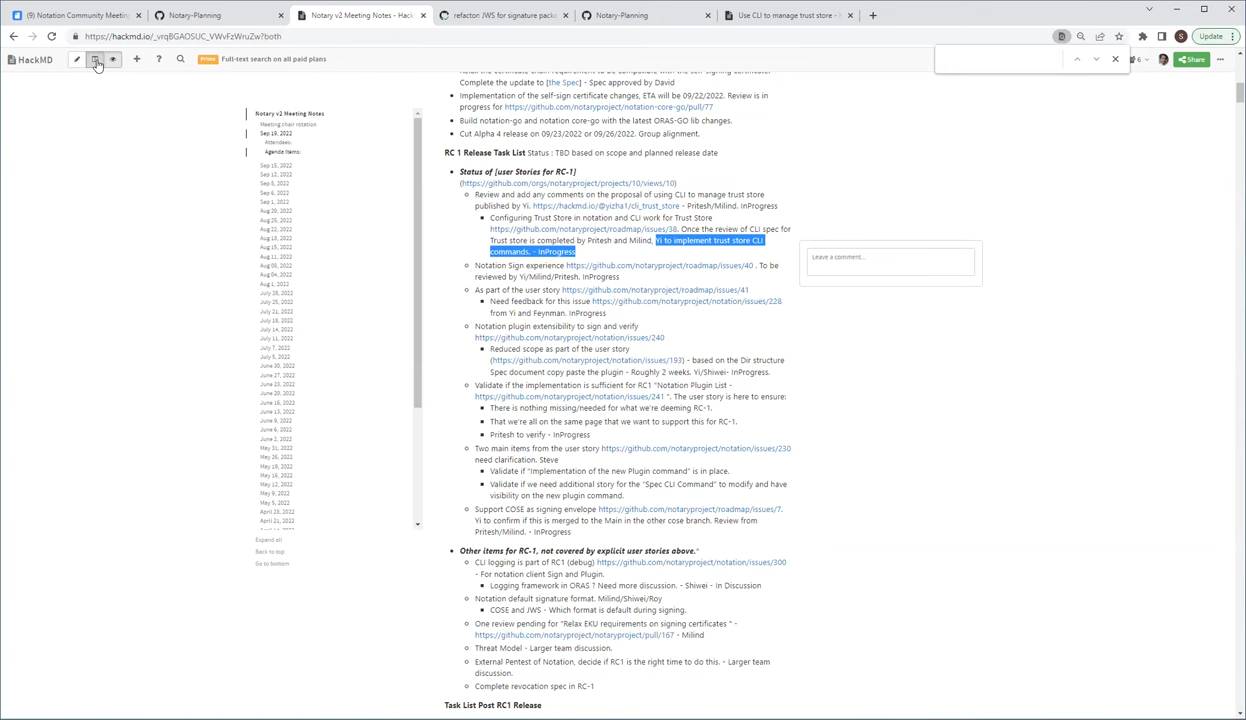 (9) Notation Community Meeting
Notary-Planning
Notary v2 Meeting Notes - HackMD
refactor: JWS for signature pack
Notary-Planning
Use CLI to manage trust store - H
https://hackmd.io/_vrqBGAOSUC_VWvFzWruZw?both
Update
HackMD
Prime
Full-text search on all paid plans
6
Share
Complete the update to [the Spec] - Spec approved by David
Implementation of the self-sign certificate changes, ETA will be 09/22/2022. Review is in
progress for https://github.com/notaryproject/notation-core-go/pull/77
Build notation-go and notation core-go with the latest ORAS-GO lib changes.
Cut Alpha 4 release on 09/23/2022 or 09/26/2022. Group alignment.
RC 1 Release Task List Status : TBD based on scope and planned release date
Status of [user Stories for RC-1]
(https://github.com/orgs/notaryproject/projects/10/views/10)
Review and add any comments on the proposal of using CLI to manage trust store
published by Yi. https://hackmd.io/@yizha1/cli_trust_store - Pritesh/Milind. InProgress
Configuring Trust Store in notation and CLI work for Trust Store
https://github.com/notaryproject/roadmap/issues/38. Once the review of CLI spec for
Trust store is completed by Pritesh and Milind, Yi to implement trust store CLI
commands. - InProgress
Notation Sign experience https://github.com/notaryproject/roadmap/issues/40 . To be
reviewed by Yi/Milind/Pritesh. InProgress
As part of the user story https://github.com/notaryproject/roadmap/issues/41
Need feedback for this issue https://github.com/notaryproject/notation/issues/228
from Yi and Feynman. InProgress
Notation plugin extensibility to sign and verify
https://github.com/notaryproject/notation/issues/240
Reduced scope as part of the user story
(https://github.com/notaryproject/notation/issues/193) - based on the Dir structure
Spec document copy paste the plugin - Roughly 2 weeks. Yi/Shiwei- InProgress.
Validate if the implementation is sufficient for RC1 "Notation Plugin List -
https://github.com/notaryproject/notation/issues/241 ". The user story is here to ensure:
There is nothing missing/needed for what we're deeming RC-1.
That we're all on the same page that we want to support this for RC-1.
Pritesh to verify - InProgress
Two main items from the user story https://github.com/notaryproject/notation/issues/230
need clarification. Steve
Validate if "Implementation of the new Plugin command" is in place.
Validate if we need additional story for the "Spec CLI Command" to modify and have
visibility on the new plugin command.
Support COSE as signing envelope https://github.com/notaryproject/roadmap/issues/7.
Yi to confirm if this is merged to the Main in the other cose branch. Review from
Pritesh/Milind. - InProgress
Other items for RC-1, not covered by explicit user stories above.*
CLI logging is part of RC1 (debug) https://github.com/notaryproject/notation/issues/300
- For notation client Sign and Plugin.
Logging framework in ORAS ? Need more discussion. - Shiwei - In Discussion
Notation default signature format. Milind/Shiwei/Roy
COSE and JWS - Which format is default during signing.
One review pending for "Relax EKU requirements on signing certificates " -
https://github.com/notaryproject/notaryproject/pull/167 - Milind
Threat Model - Larger team discussion.
External Pentest of Notation, decide if RC1 is the right time to do this. - Larger team
discussion.
Complete revocation spec in RC-1
Task List Post RC1 Release
Leave a comment...
Notary v2 Meeting Notes
Meeting chair rotation
Sep 19, 2022
Attendees:
Agenda Items:
Sep 15, 2022
Sep 12, 2022
Sep 8, 2022
Sep 6, 2022
Sep 1, 2022
Aug 29, 2022
Aug 25, 2022
Aug 22, 2022
Aug 18, 2022
Aug 15, 2022
Aug 11, 2022
Aug 08, 2022
Aug 04, 2022
Aug 1, 2022
July 28, 2022
July 25, 2022
July 21, 2022
July 18, 2022
July 14, 2022
July 11, 2022
July 7, 2022
July 5, 2022
June 30, 2022
June 27, 2022
June 23, 2022
June 20, 2022
June 16, 2022
June 13, 2022
June 9, 2022
June 6, 2022
June 2, 2022
May 31, 2022
May 26, 2022
May 19, 2022
May 16, 2022
May 12, 2022
May 9, 2022
May 5, 2022
April 28, 2022
April 21, 2022
Expand all
Back to top
Go to bottom